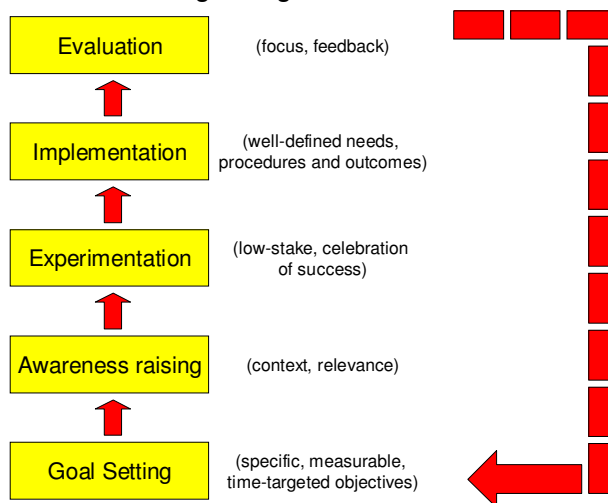 Evaluation
(focus, feedback)
Implementation
(well-defined needs,
procedures and outcomes)
Experimentation
(low-stake, celebration
of success)
Awareness raising
(context, relevance)
Goal Setting
(specific, measurable,
time-targeted objectives)